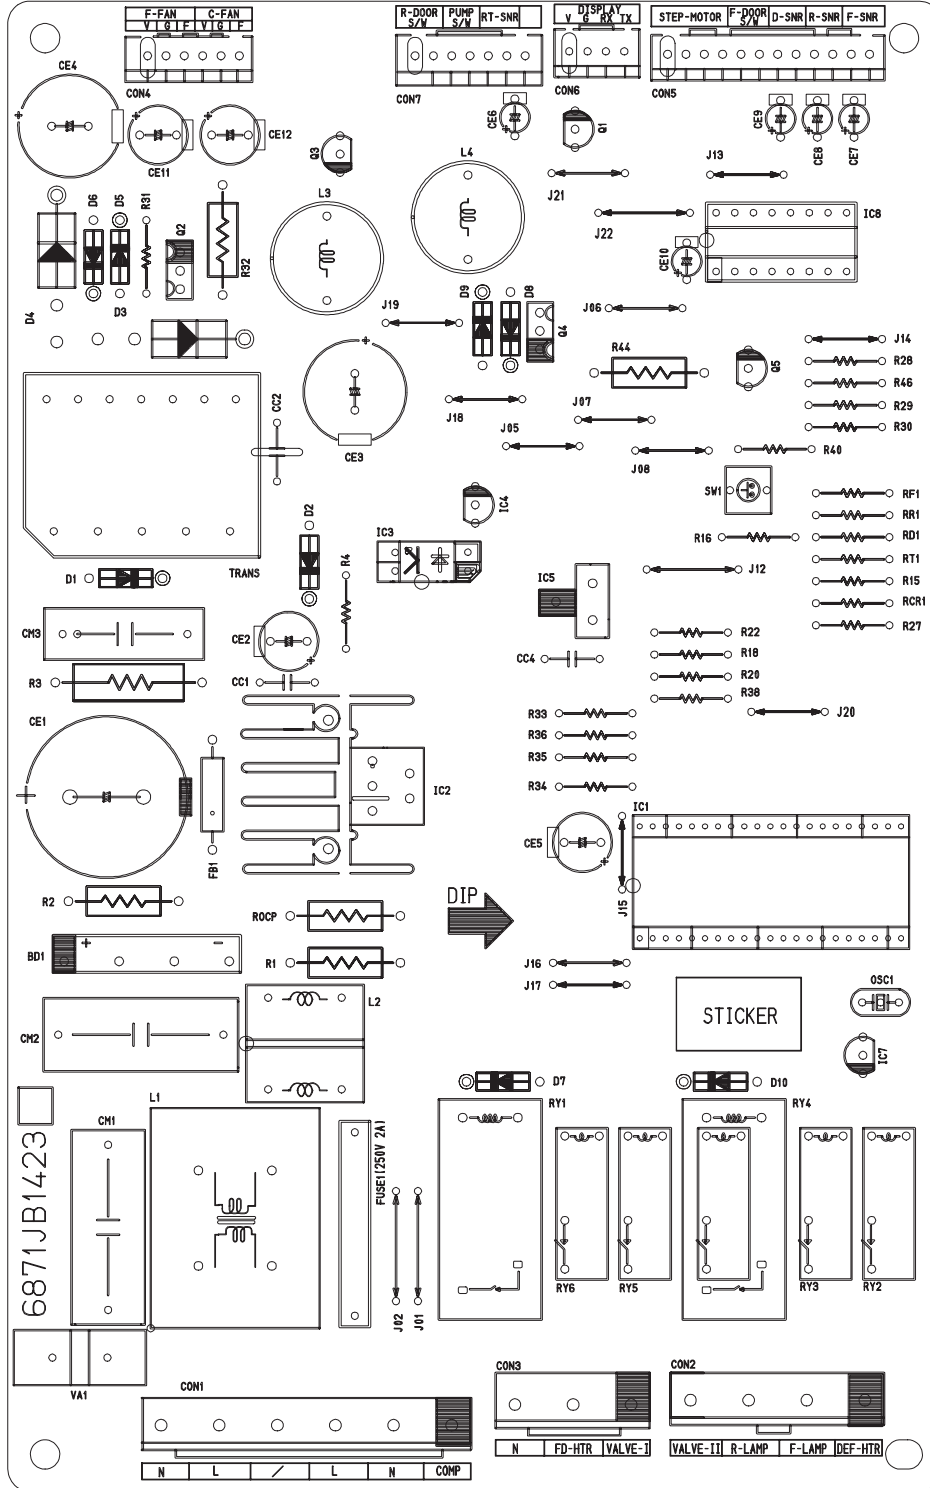 F-FAN C-FAN
V G F V G F
R-DOOR S/W PUMP S/W RT-SNR
DISPLAY
V G RX TX
STEP-MOTOR F-DOOR S/W D-SNR R-SNR F-SNR
CE4
CON4
CON7
CON6
CON5
CE6
Q1
CE9
CE8
CE7
CE11
CE12
Q3
L3
L4
J21
J13
J22
IC8
CE10
D6
D5
R31
Q2
R32
D4
D3
J19
D9
D8
Q4
J06
J14
R28
R46
R29
R30
R44
Q5
CC2
CE3
J18
J05
J07
J08
R40
SW1
IC4
RF1
RR1
R16
RD1
RT1
R15
RCR1
R27
D2
IC3
R4
D1
TRANS
J12
IC5
CM3
CE2
CC4
R22
R18
R20
R38
R3
CC1
J20
CE1
R33
R36
R35
R34
IC2
FB1
IC1
CE5
J15
R2
ROCP
DIP
BD1
+ -
R1
J16
J17
L2
STICKER
OSC1
CM2
IC7
D7
D10
L1
RY1
RY4
CM1
FUSE1(250V 2A)
6871JB1423
J02
J01
RY6
RY5
RY3
RY2
VA1
CON1
CON3
CON2
N L / L N COMP
N FD-HTR VALVE-I
VALVE-II R-LAMP F-LAMP DEF-HTR